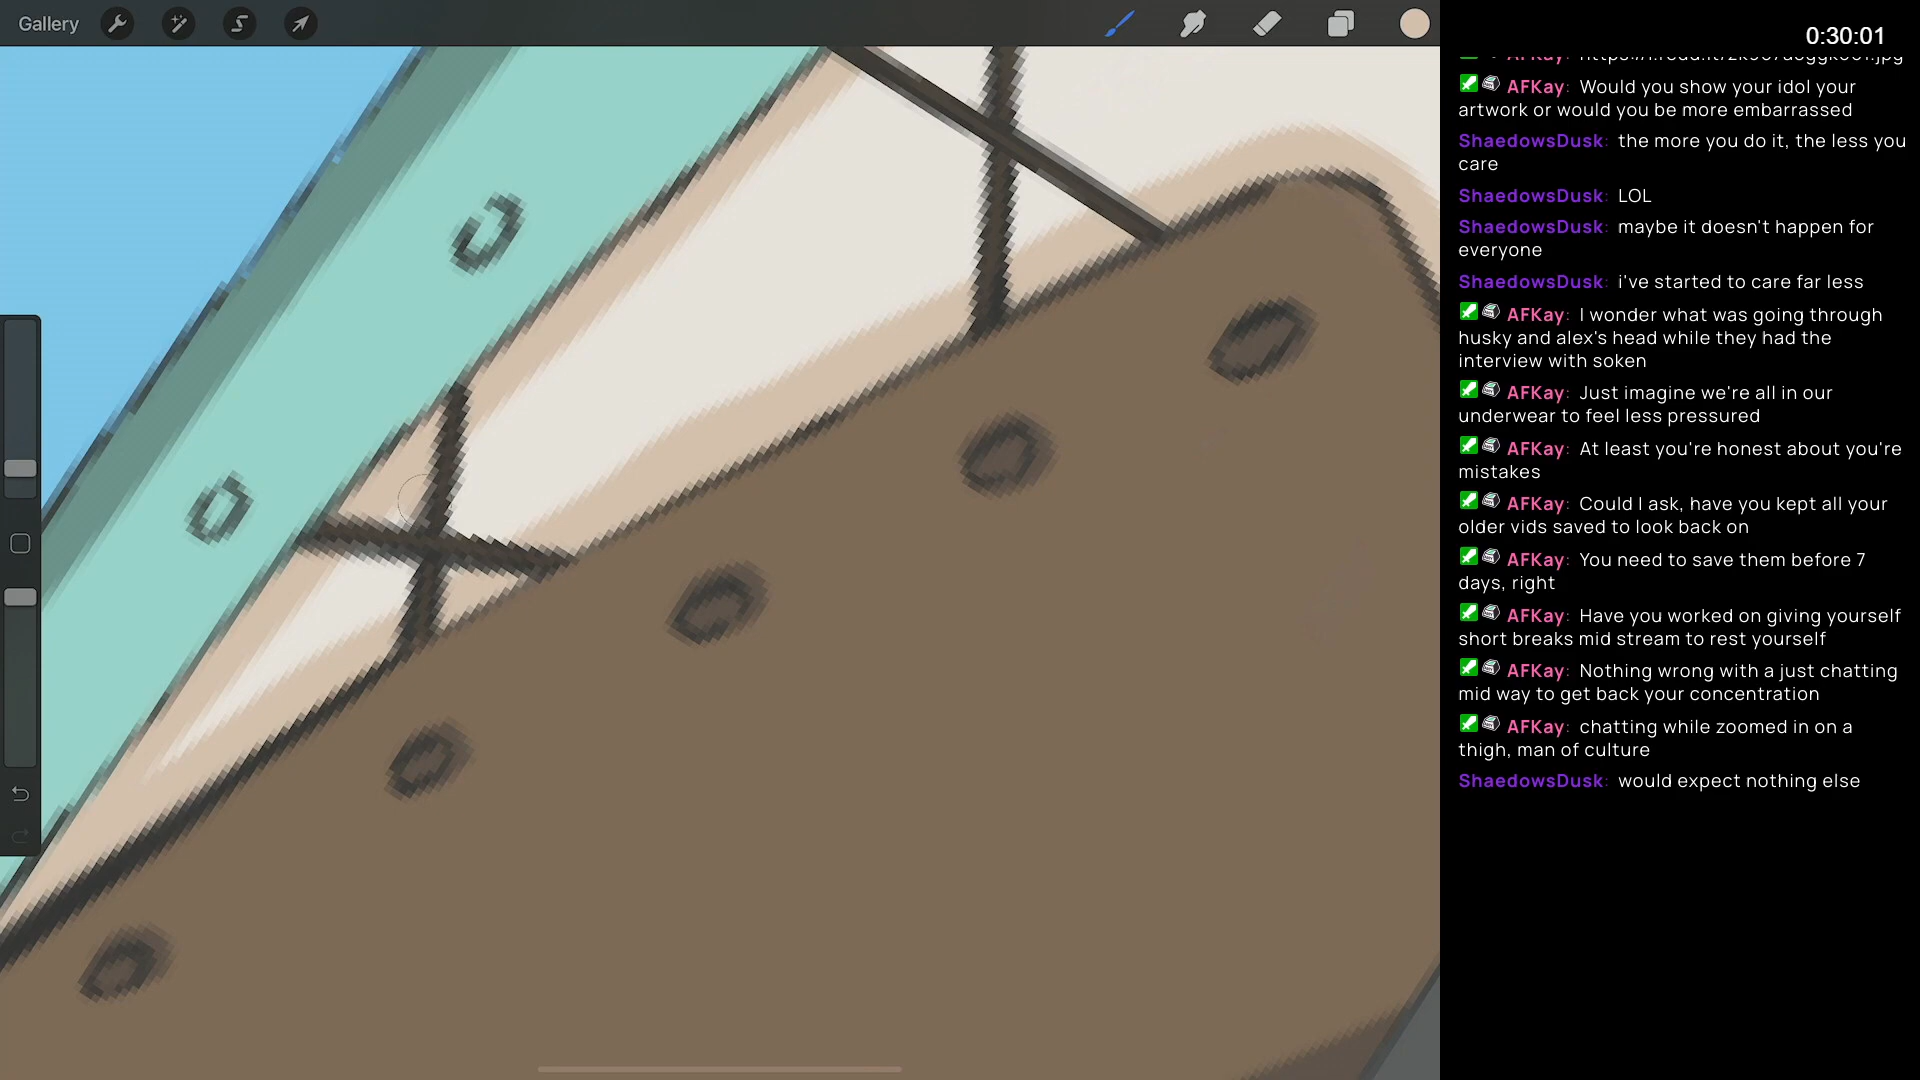 Gallery
0:30:01
AFKay: Would you show your idol your
artwork or would you be more embarrassed
ShaedowsDusk: the more you do it, the less you
care
ShaedowsDusk: LOL
ShaedowsDusk: maybe it doesn't happen for
everyone
ShaedowsDusk: i've started to care far less
AFKay: I wonder what was going through
husky and alex's head while they had the
interview with soken
AFKay: Just imagine we're all in our
underwear to feel less pressured
AFKay: At least you're honest about you're
mistakes
AFKay: Could I ask, have you kept all your
older vids saved to look back on
AFKay: You need to save them before 7
days, right
AFKay: Have you worked on giving yourself
short breaks mid stream to rest yourself
AFKay: Nothing wrong with a just chatting
mid way to get back your concentration
AFKay: chatting while zoomed in on a
thigh, man of culture
ShaedowsDusk: would expect nothing else